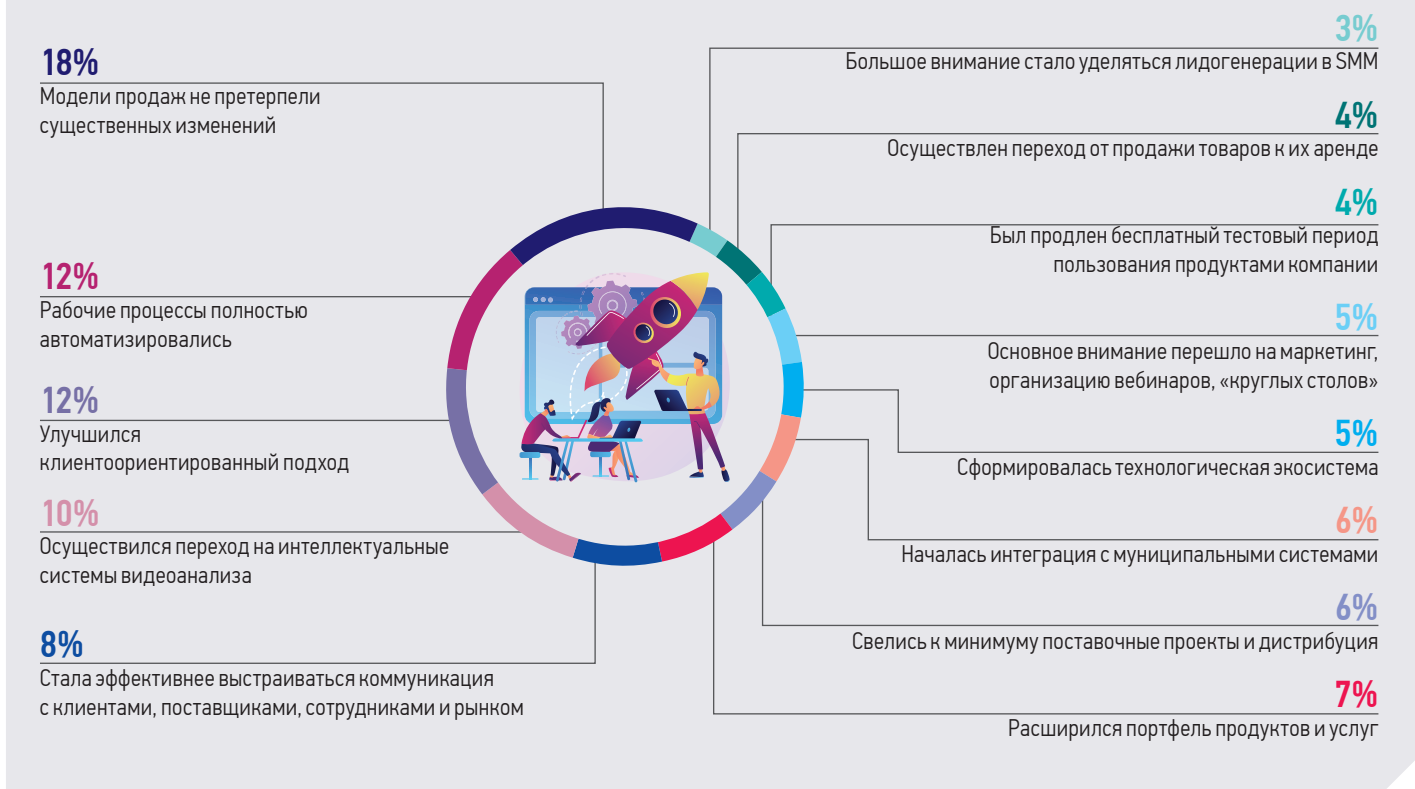 18%
Модели продаж не претерпели
существенных изменений
12%
Рабочие процессы полностью
автоматизировались
12%
Улучшился
клиентоориентированный подход
10%
Осуществился переход на интеллектуальные
системы видеоанализа
8%
Стала эффективнее выстраиваться коммуникация
с клиентами, поставщиками, сотрудниками и рынком
3%
Большое внимание стало уделяться лидогенерации в SMM
4%
Осуществлен переход от продажи товаров к их аренде
4%
Был продлен бесплатный тестовый период
пользования продуктами компании
5%
Основное внимание перешло на маркетинг,
организацию вебинаров, «круглых столов»
5%
Сформировалась технологическая экосистема
6%
Началась интеграция с муниципальными системами
6%
Свелись к минимуму поставочные проекты и дистрибуция
7%
Расширился портфель продуктов и услуг